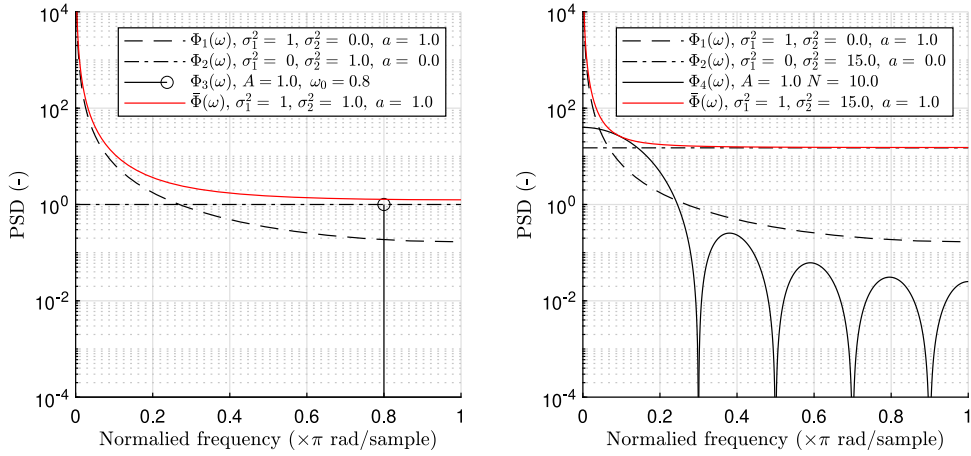 10^4
10^2
10^0
10^-2
10^-4
PSD (-)
Φ₁(ω), σ₁² = 1, σ₂² = 0.0, a = 1.0
Φ₂(ω), σ₁² = 0, σ₂² = 1.0, a = 0.0
Φ₃(ω), A = 1.0, ω₀ = 0.8
Φ̄(ω), σ₁² = 1, σ₂² = 1.0, a = 1.0
0 0.2 0.4 0.6 0.8 1
Normalied frequency (×π rad/sample)
10^4
10^2
10^0
10^-2
10^-4
PSD (-)
Φ₁(ω), σ₁² = 1, σ₂² = 0.0, a = 1.0
Φ₂(ω), σ₁² = 0, σ₂² = 15.0, a = 0.0
Φ₄(ω), A = 1.0 N = 10.0
Φ̄(ω), σ₁² = 1, σ₂² = 15.0, a = 1.0
0 0.2 0.4 0.6 0.8 1
Normalied frequency (×π rad/sample)